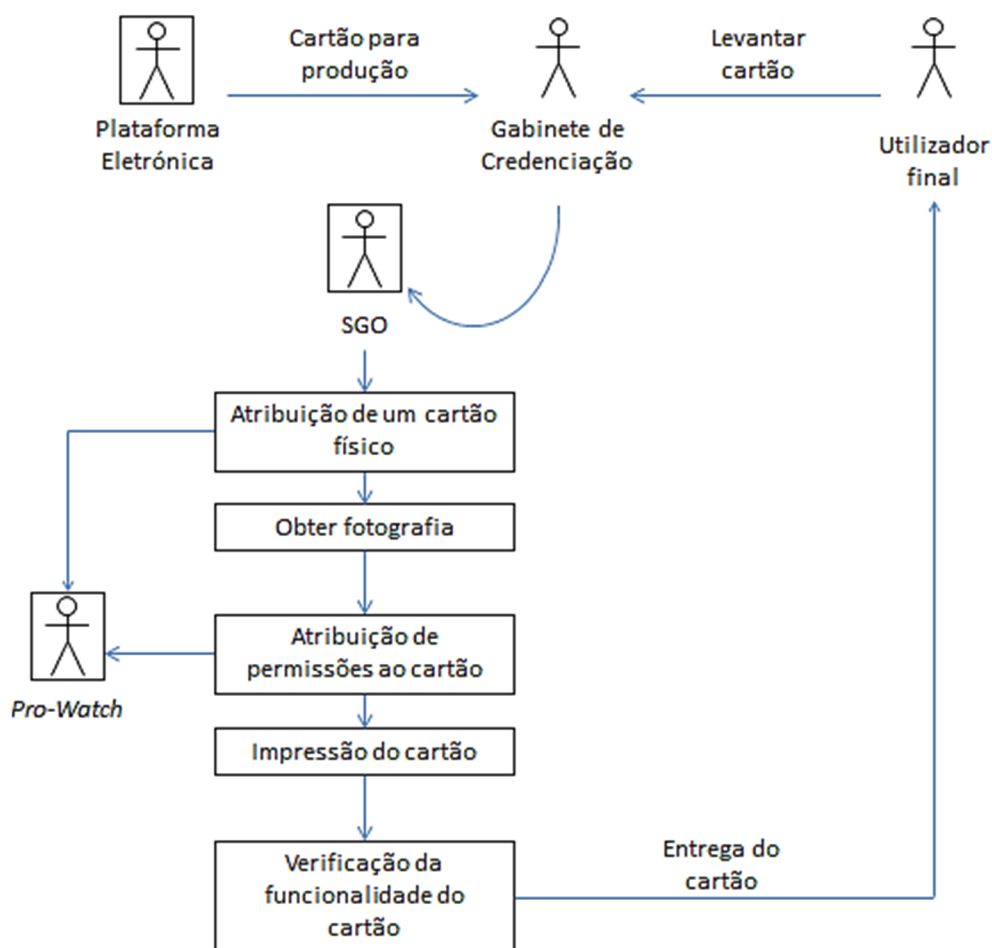 Cartão para
produção
Levantar
cartão
Plataforma
Eletrónica
Gabinete de
Credenciação
Utilizador
final
SGO
Atribuição de um cartão
físico
Obter fotografia
Atribuição de
permissões ao cartão
Pro-Watch
Impressão do cartão
Verificação da
funcionalidade do
cartão
Entrega do
cartão